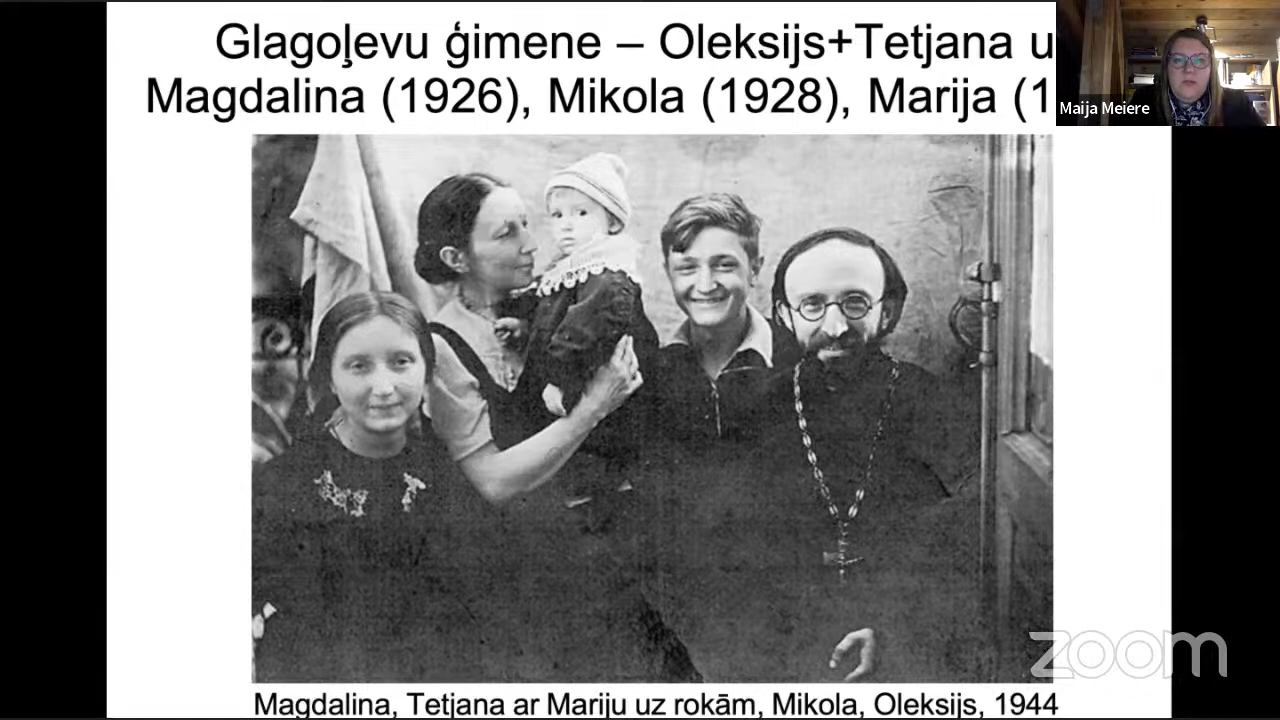 Glagoļevu ģimene – Oleksijs+Tetjana u
Magdalina (1926), Mikola (1928), Marija (1
Maija Meiere
zoom
Magdalina, Tetjana ar Mariju uz rokām, Mikola, Oleksijs, 1944